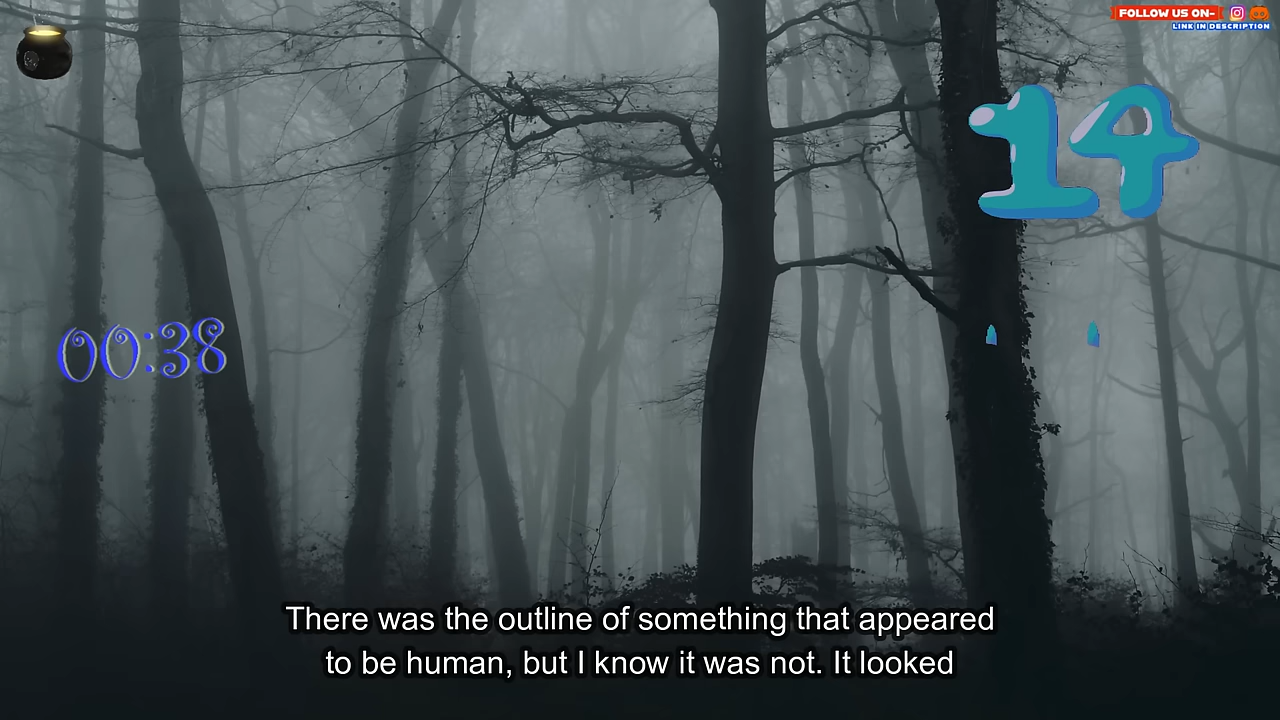 FOLLOW US ON-
LINK IN DESCRIPTION
14
00:38
There was the outline of something that appeared
to be human, but I know it was not. It looked